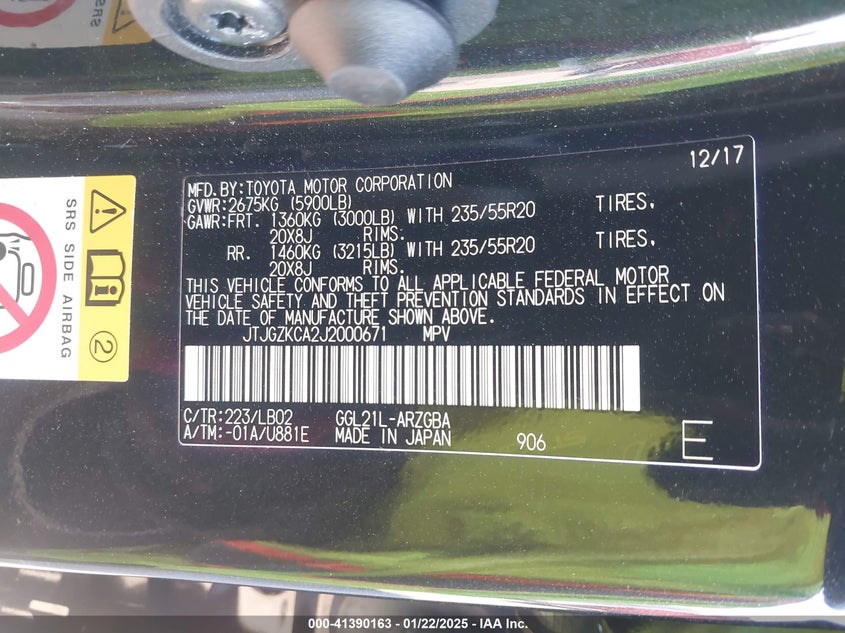 SRS
12/17
MFD.BY:TOYOTA MOTOR CORPORATION
GVWR:2675KG (5900LB)
GAWR:FRT. 1360KG (3000LB) WITH 235/55R20 TIRES,
20X8J RIMS.
RR. 1460KG (3215LB) WITH 235/55R20 TIRES,
20X8J RIMS.
THIS VEHICLE CONFORMS TO ALL APPLICABLE FEDERAL MOTOR
VEHICLE SAFETY AND THEFT PREVENTION STANDARDS IN EFFECT ON
THE DATE OF MANUFACTURE SHOWN ABOVE.
JTJGZKCA2J2000671 MPV
C/TR:223/LB02 GGL21L-ARZGBA
A/TM:-01A/U881E MADE IN JAPAN 906 E
SRS SIDE AIRBAG
2
000-41390163 - 01/22/2025 - IAA Inc.